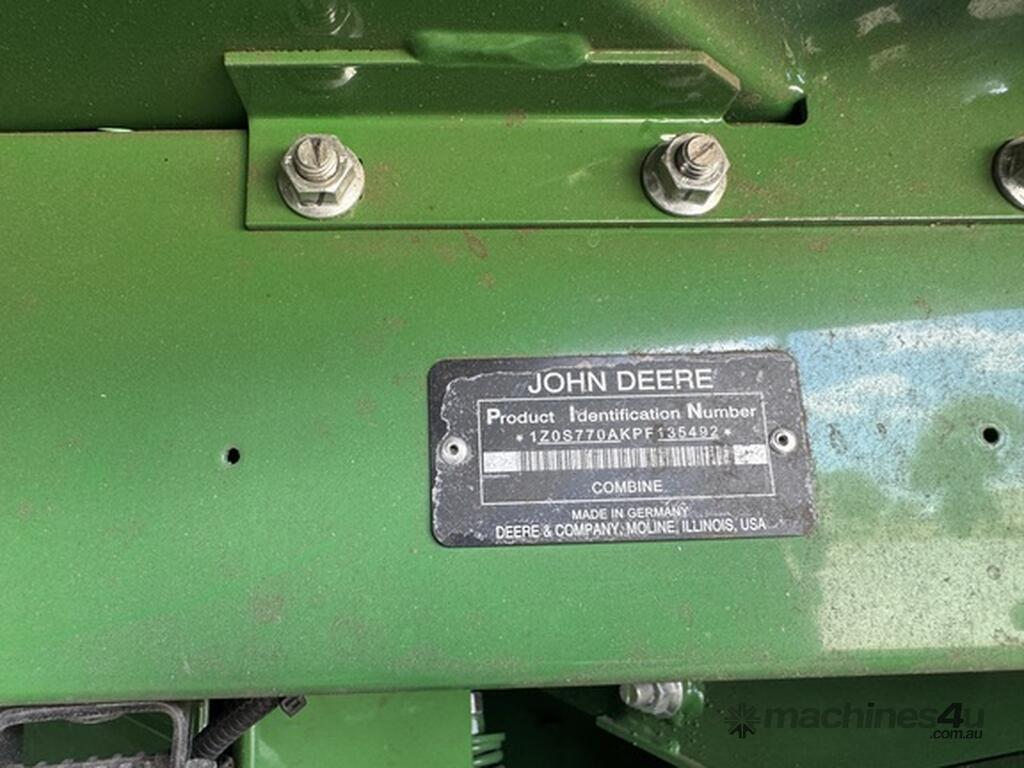 JOHN DEERE
Product Identification Number
*1Z0S770AKPF135492*
COMBINE
MADE IN GERMANY
DEERE & COMPANY, MOLINE, ILLINOIS, USA
machines4u
.com.au